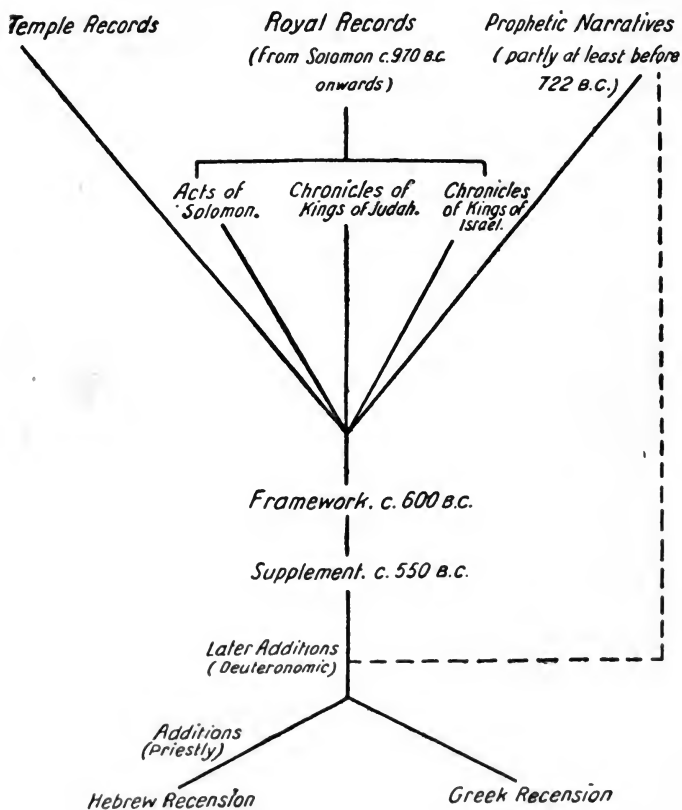 Temple Records
Royal Records
(From Solomon c.970 B.C.
onwards)
Prophetic Narratives
(partly at least before
722 B.C.)
Acts of
Solomon.
Chronicles of
Kings of Judah.
Chronicles
of Kings of
Israel.
Framework. c. 600 B.C.
Supplement. c. 550 B.C.
Later Additions
(Deuteronomic)
Additions
(Priestly)
Hebrew Recension
Greek Recension